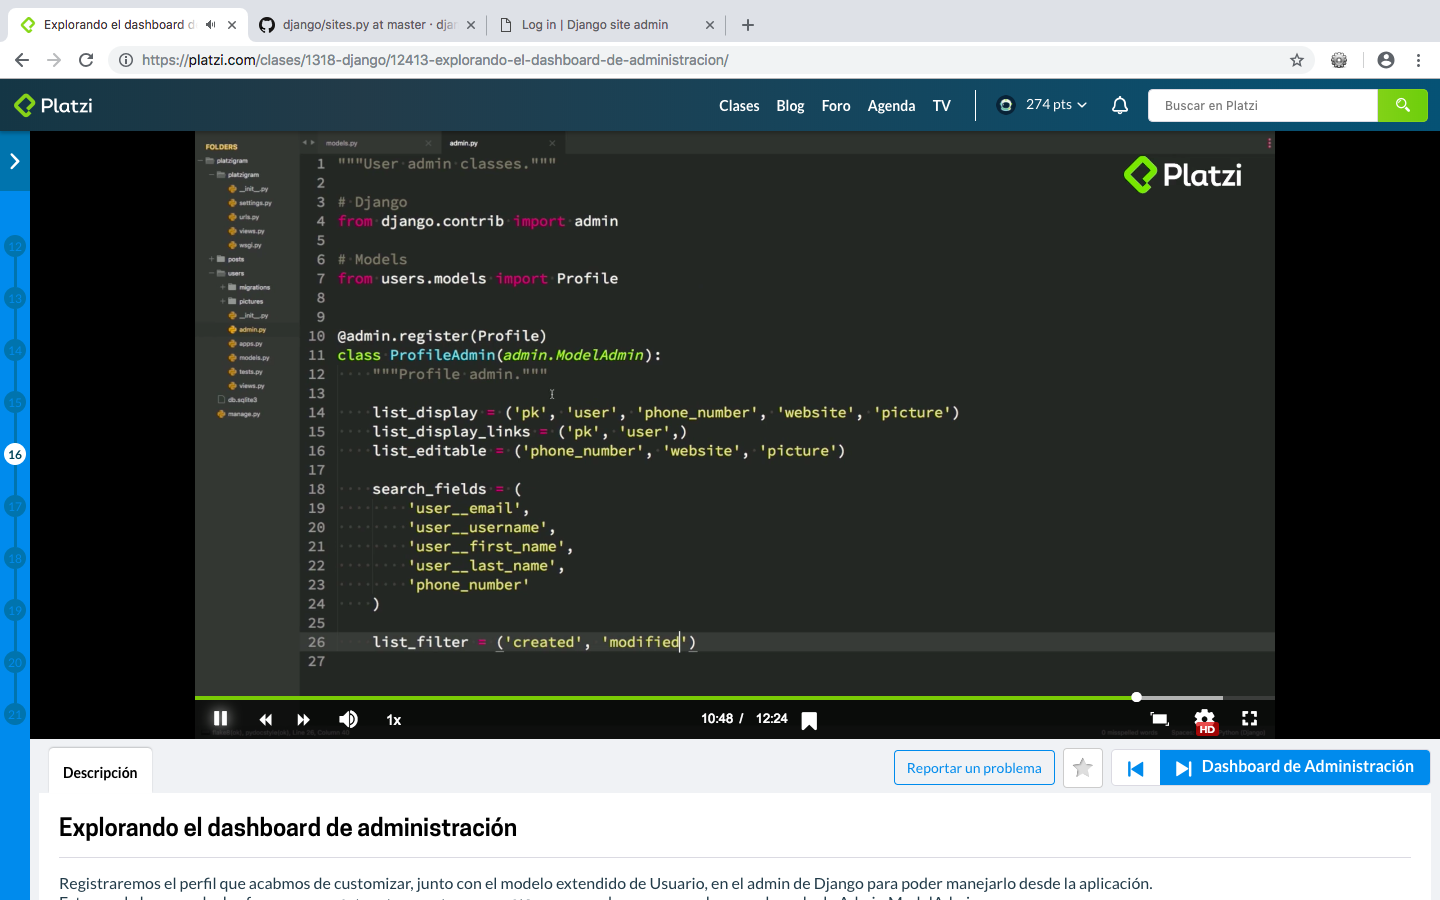 Explorando el dashboard d
django/sites.py at master · djan
Log in | Django site admin
https://platzi.com/clases/1318-django/12413-explorando-el-dashboard-de-administracion/
Platzi
Clases Blog Foro Agenda TV
274 pts
Buscar en Platzi
12
13
14
15
16
17
18
19
20
21
FOLDERS
platzigram
platzigram
__init__.py
settings.py
urls.py
views.py
wsgi.py
posts
users
migrations
pictures
__init__.py
admin.py
apps.py
models.py
tests.py
views.py
db.sqlite3
manage.py
models.py
admin.py
Platzi
1 """User admin classes."""
2
3 # Django
4 from django.contrib import admin
5
6 # Models
7 from users.models import Profile
8
9
10 @admin.register(Profile)
11 class ProfileAdmin(admin.ModelAdmin):
12 """Profile admin."""
13
14 list_display = ('pk', 'user', 'phone_number', 'website', 'picture')
15 list_display_links = ('pk', 'user',)
16 list_editable = ('phone_number', 'website', 'picture')
17
18 search_fields = (
19 'user__email',
20 'user__username',
21 'user__first_name',
22 'user__last_name',
23 'phone_number'
24 )
25
26 list_filter = ('created', 'modified')
27
1x
10:48 / 12:24
HD
Descripción
Reportar un problema
Dashboard de Administración
Explorando el dashboard de administración
Registraremos el perfil que acabmos de customizar, junto con el modelo extendido de Usuario, en el admin de Django para poder manejarlo desde la aplicación.